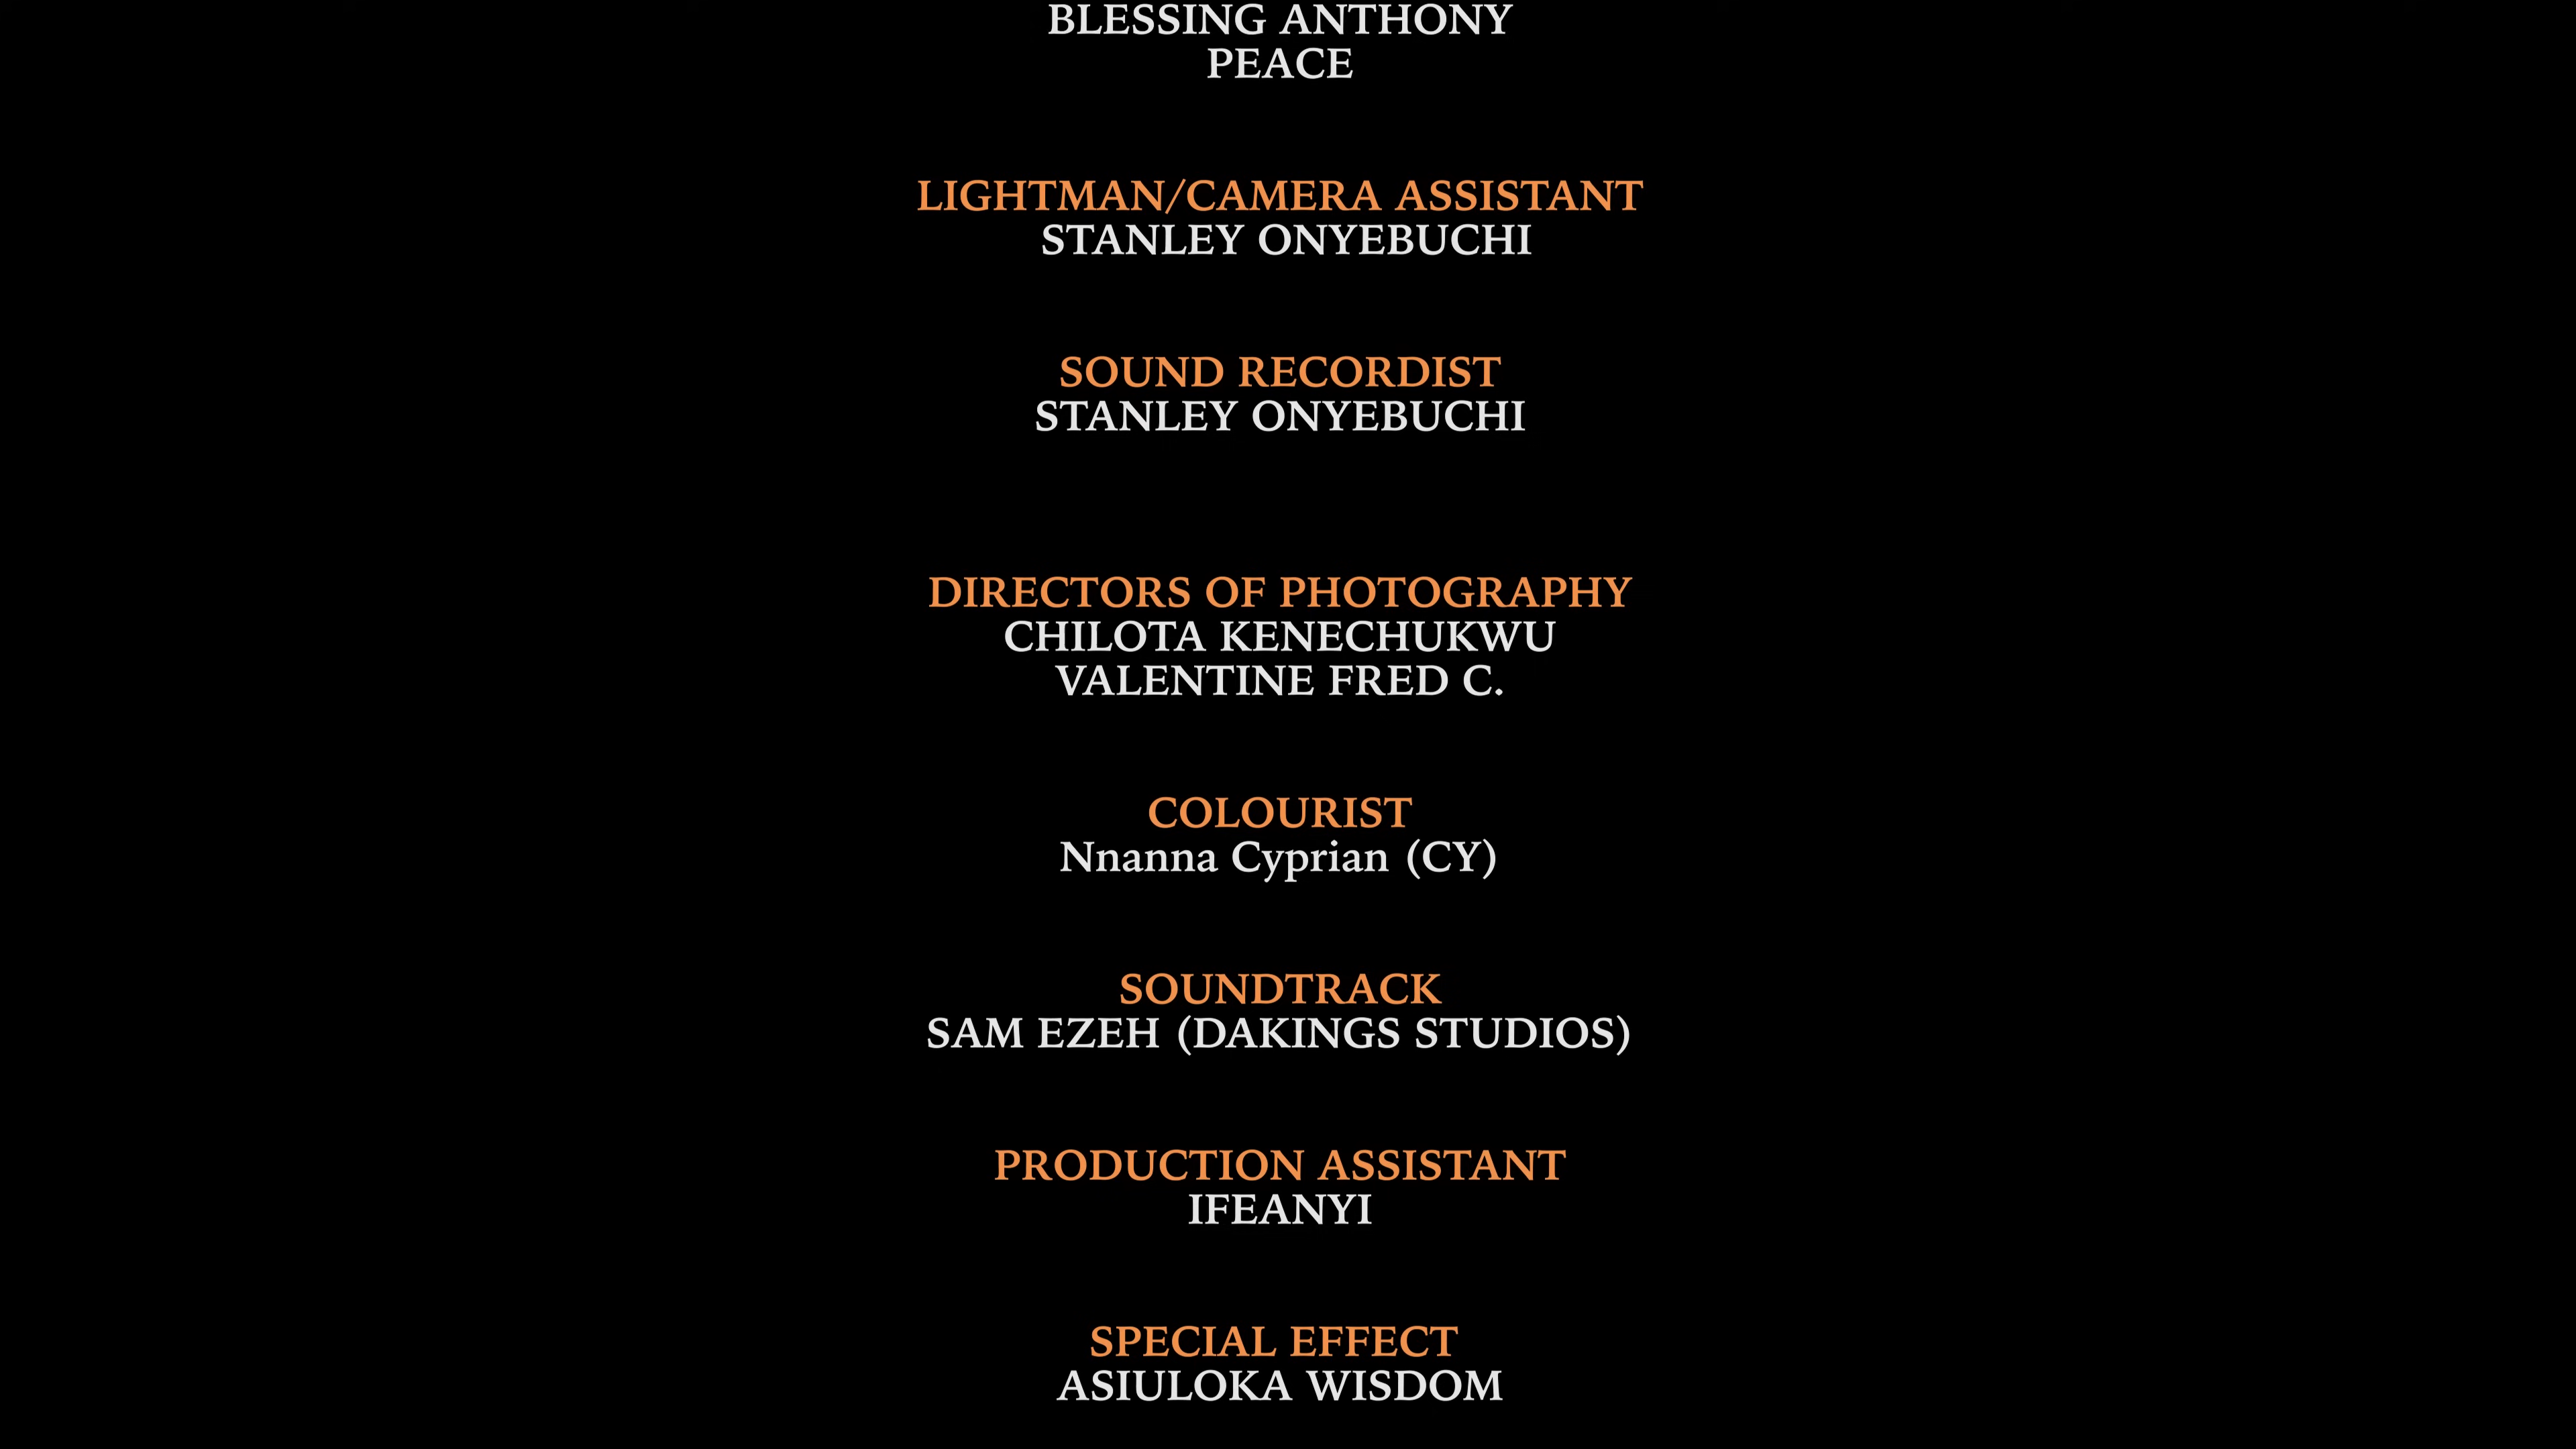 BLESSING ANTHONY
PEACE
LIGHTMAN/CAMERA ASSISTANT
STANLEY ONYEBUCHI
SOUND RECORDIST
STANLEY ONYEBUCHI
DIRECTORS OF PHOTOGRAPHY
CHILOTA KENECHUKWU
VALENTINE FRED C.
COLOURIST
Nnanna Cyprian (CY)
SOUNDTRACK
SAM EZEH (DAKINGS STUDIOS)
PRODUCTION ASSISTANT
IFEANYI
SPECIAL EFFECT
ASIULOKA WISDOM